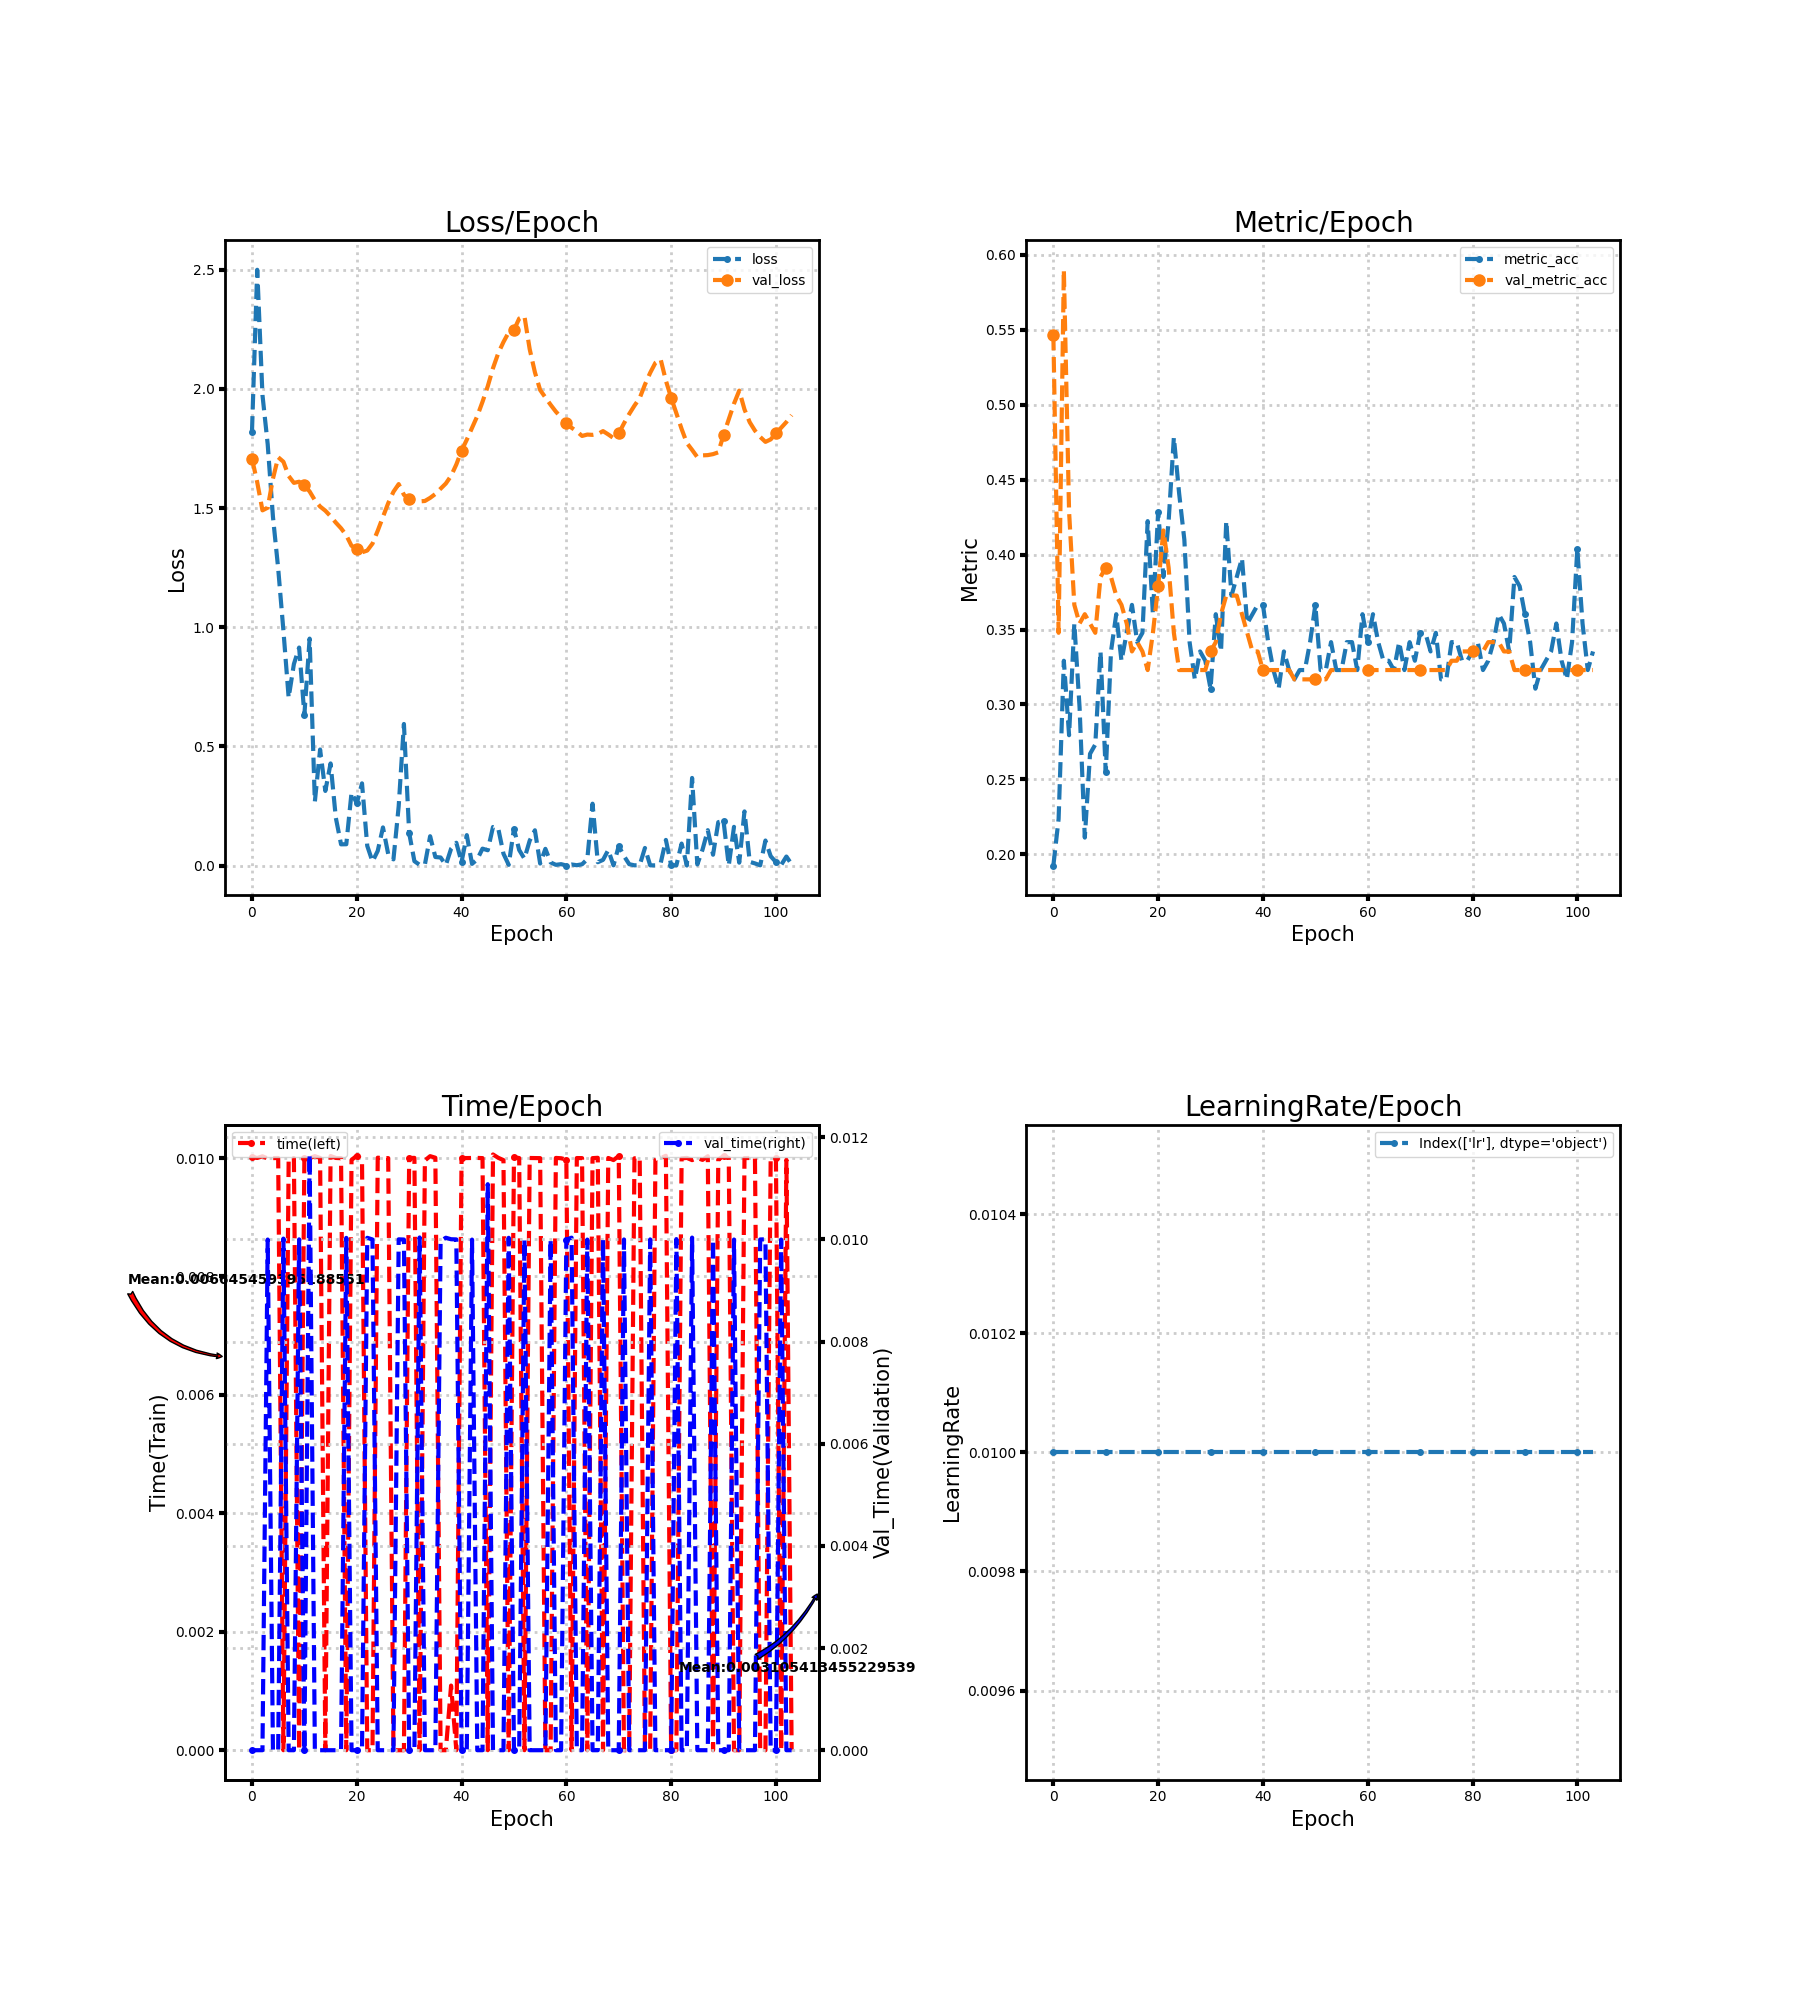 Loss/Epoch
loss
val_loss
2.5
2.0
1.5
1.0
0.5
0.0
Loss
0 20 40 60 80 100
Epoch
Metric/Epoch
metric_acc
val_metric_acc
0.60
0.55
0.50
0.45
0.40
0.35
0.30
0.25
0.20
Metric
0 20 40 60 80 100
Epoch
Time/Epoch
time(left)
val_time(right)
0.010
0.008
0.006
0.004
0.002
0.000
Time(Train)
0.012
0.010
0.008
0.006
0.004
0.002
0.000
Val_Time(Validation)
Mean:0.003105413455229539
0 20 40 60 80 100
Epoch
LearningRate/Epoch
Index(['lr'], dtype='object')
0.0104
0.0102
0.0100
0.0098
0.0096
LearningRate
0 20 40 60 80 100
Epoch